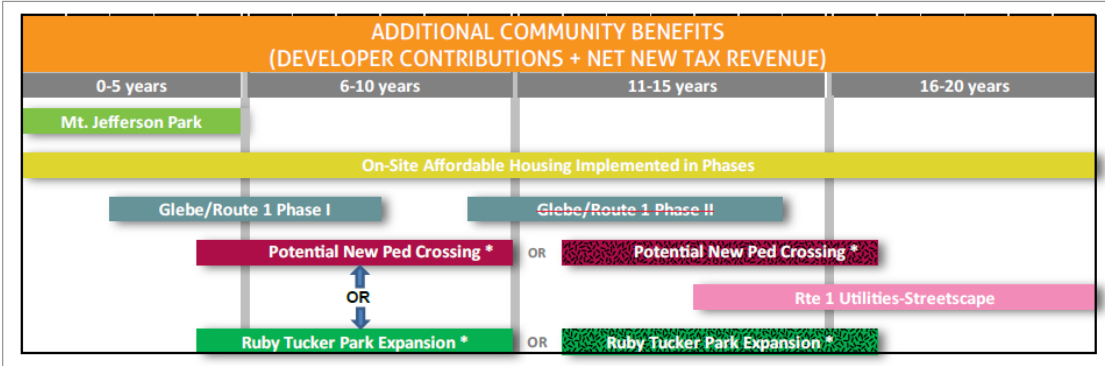 ADDITIONAL COMMUNITY BENEFITS
(DEVELOPER CONTRIBUTIONS + NET NEW TAX REVENUE)
0-5 years 6-10 years 11-15 years 16-20 years
Mt. Jefferson Park
On-Site Affordable Housing Implemented in Phases
Glebe/Route 1 Phase I Glebe/Route 1 Phase II
Potential New Ped Crossing * OR Potential New Ped Crossing *
OR
Rte 1 Utilities-Streetscape
Ruby Tucker Park Expansion * OR Ruby Tucker Park Expansion *